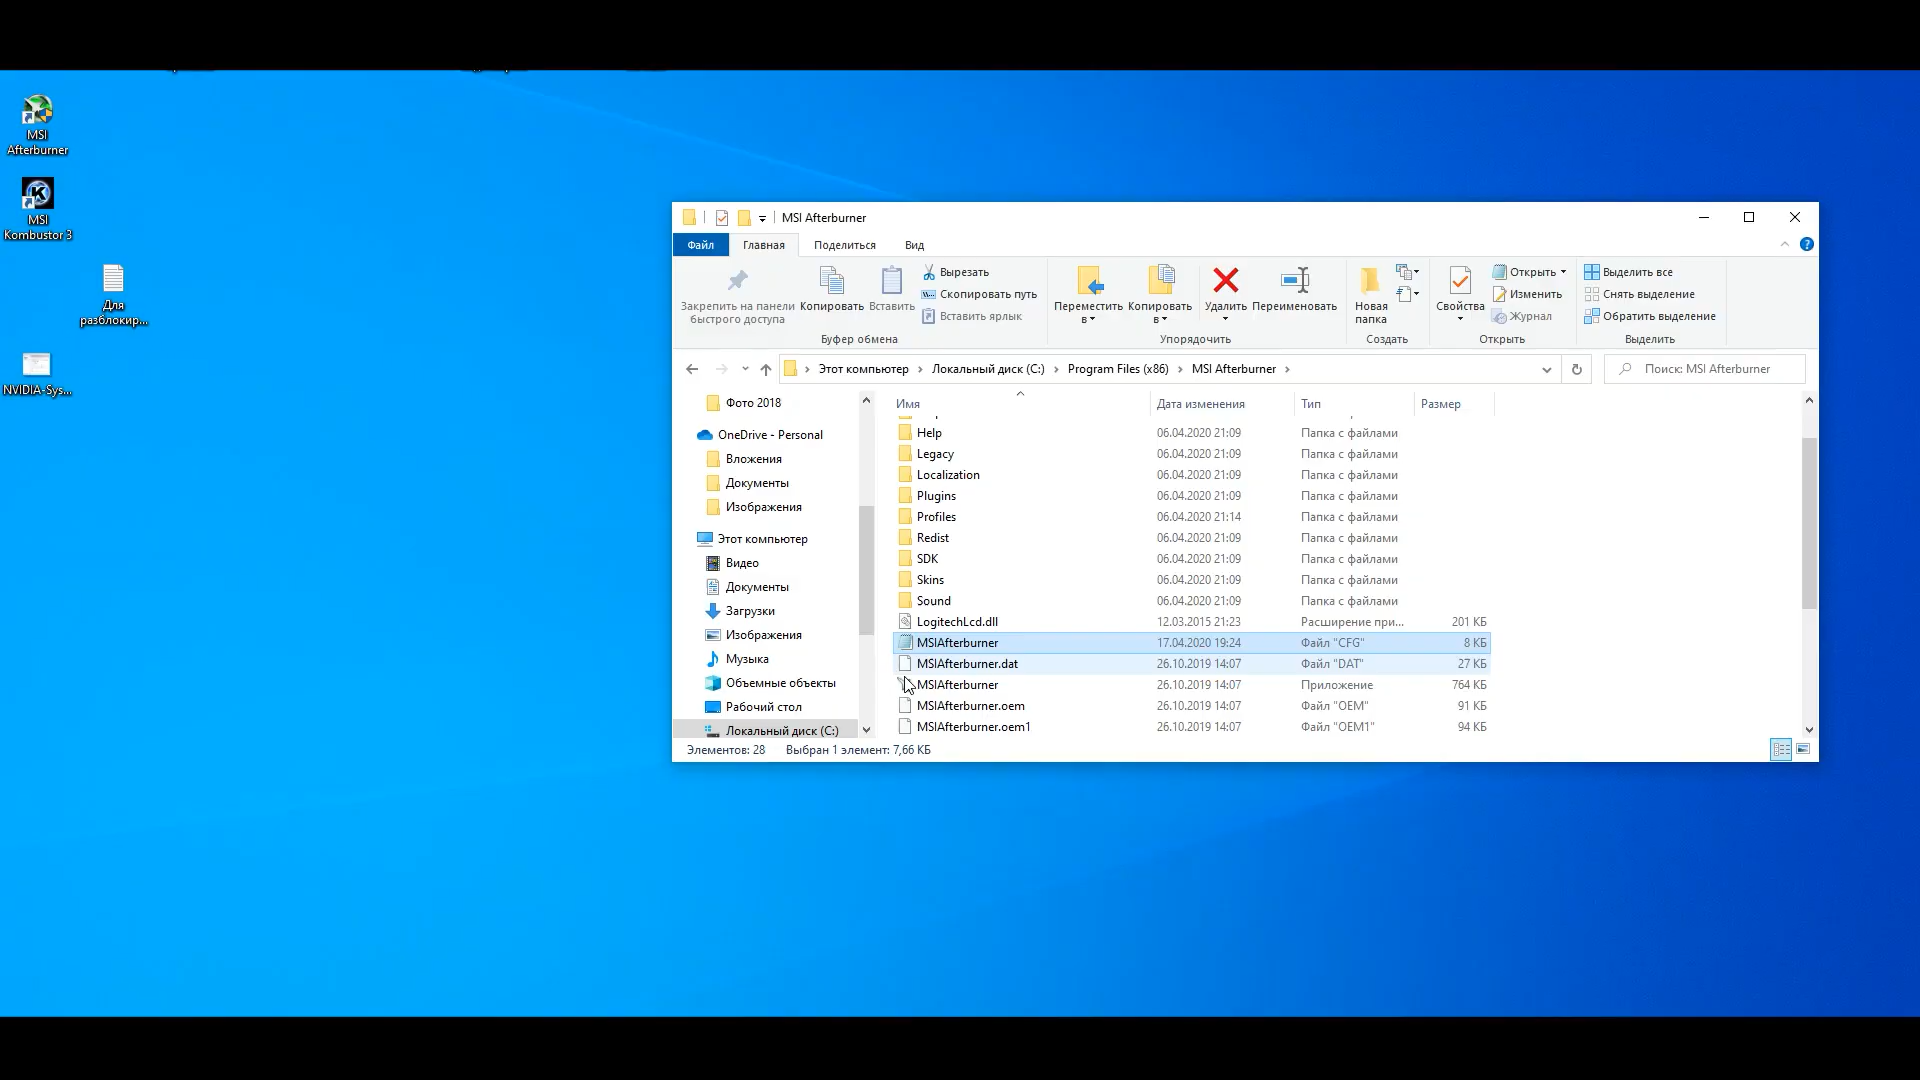 MSI
Afterburner
MSI
Kombustor 3
Для
разблокир...
NVIDIA-Sys...
MSI Afterburner
Файл
Главная
Поделиться
Вид
Закрепить на панели
быстрого доступа
Копировать
Вставить
Вырезать
Скопировать путь
Вставить ярлык
Буфер обмена
Переместить
в
Копировать
в
Удалить
Переименовать
Упорядочить
Новая
папка
Создать
Свойства
Открыть
Изменить
Журнал
Открыть
Выделить все
Снять выделение
Обратить выделение
Выделить
Этот компьютер
Локальный диск (C:)
Program Files (x86)
MSI Afterburner
Поиск: MSI Afterburner
Фото 2018
OneDrive - Personal
Вложения
Документы
Изображения
Этот компьютер
Видео
Документы
Загрузки
Изображения
Музыка
Объемные объекты
Рабочий стол
Локальный диск (C:)
Имя Дата изменения Тип Размер
Help 06.04.2020 21:09 Папка с файлами
Legacy 06.04.2020 21:09 Папка с файлами
Localization 06.04.2020 21:09 Папка с файлами
Plugins 06.04.2020 21:09 Папка с файлами
Profiles 06.04.2020 21:14 Папка с файлами
Redist 06.04.2020 21:09 Папка с файлами
SDK 06.04.2020 21:09 Папка с файлами
Skins 06.04.2020 21:09 Папка с файлами
Sound 06.04.2020 21:09 Папка с файлами
LogitechLcd.dll 12.03.2015 21:23 Расширение при... 201 КБ
MSIAfterburner 17.04.2020 19:24 Файл "CFG" 8 КБ
MSIAfterburner.dat 26.10.2019 14:07 Файл "DAT" 27 КБ
MSIAfterburner 26.10.2019 14:07 Приложение 764 КБ
MSIAfterburner.oem 26.10.2019 14:07 Файл "OEM" 91 КБ
MSIAfterburner.oem1 26.10.2019 14:07 Файл "OEM1" 94 КБ
Элементов: 28 Выбран 1 элемент: 7,66 КБ